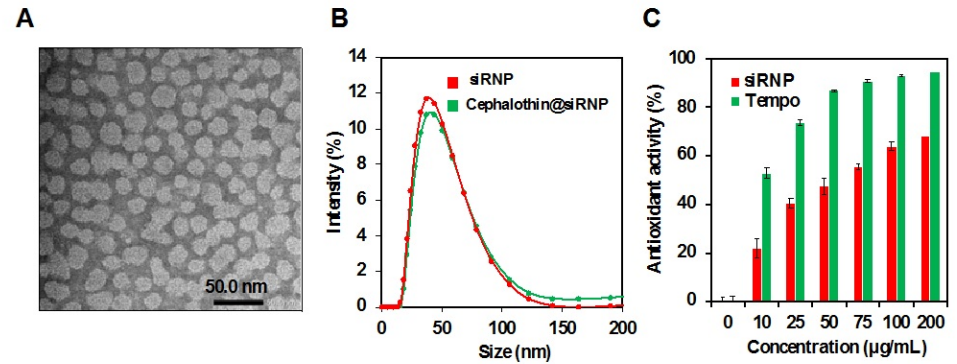 A
50.0 nm
B
14
12
10
8
6
4
2
0
Intensity (%)
siRNP
Cephalothin@siRNP
0 50 100 150 200
Size (nm)
C
100
80
60
40
20
0
Antioxidant activity (%)
siRNP
Tempo
0 10 25 50 75 100 200
Concentration (μg/mL)